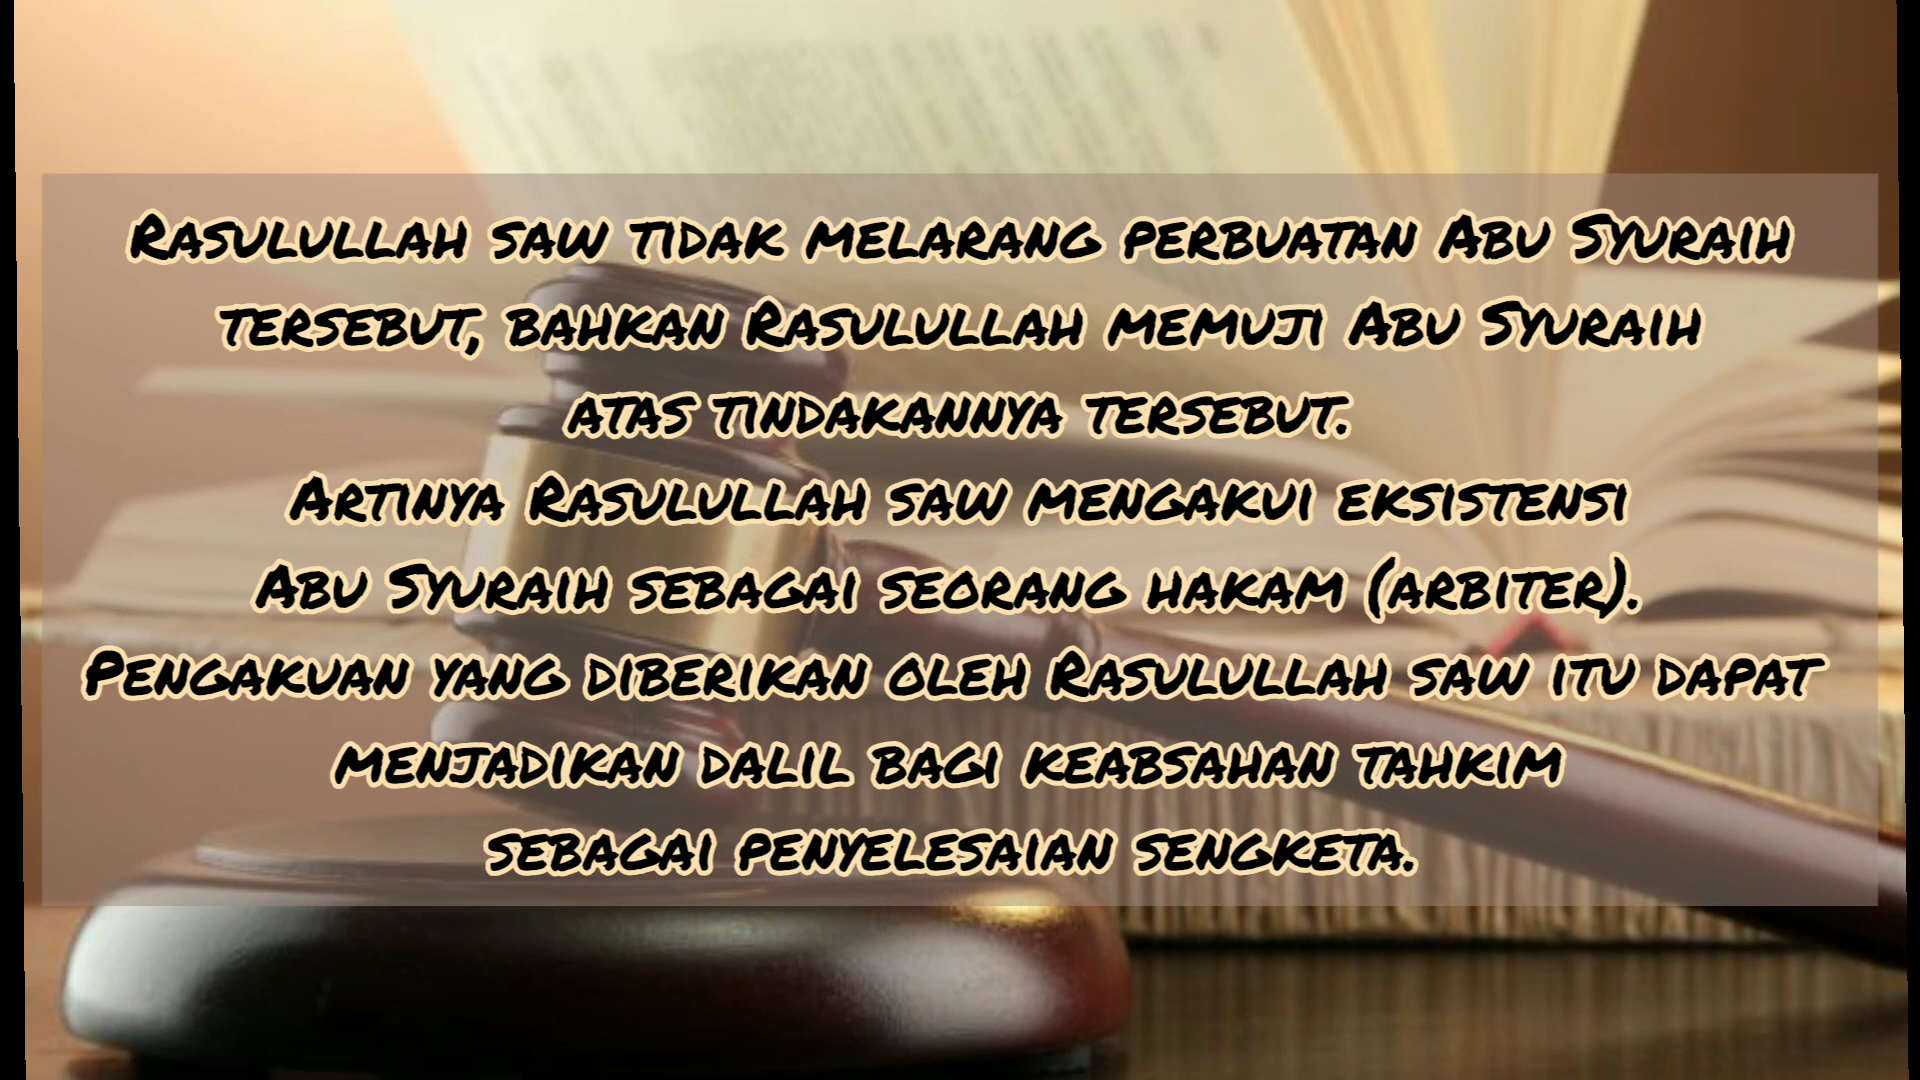 Rasulullah saw tidak melarang perbuatan Abu Syuraih
tersebut, bahkan Rasulullah memuji Abu Syuraih
atas tindakannya tersebut.
Artinya Rasulullah saw mengakui eksistensi
Abu Syuraih sebagai seorang hakam (arbiter).
Pengakuan yang diberikan oleh Rasulullah saw itu dapat
menjadikan dalil bagi keabsahan tahkim
sebagai penyelesaian sengketa.